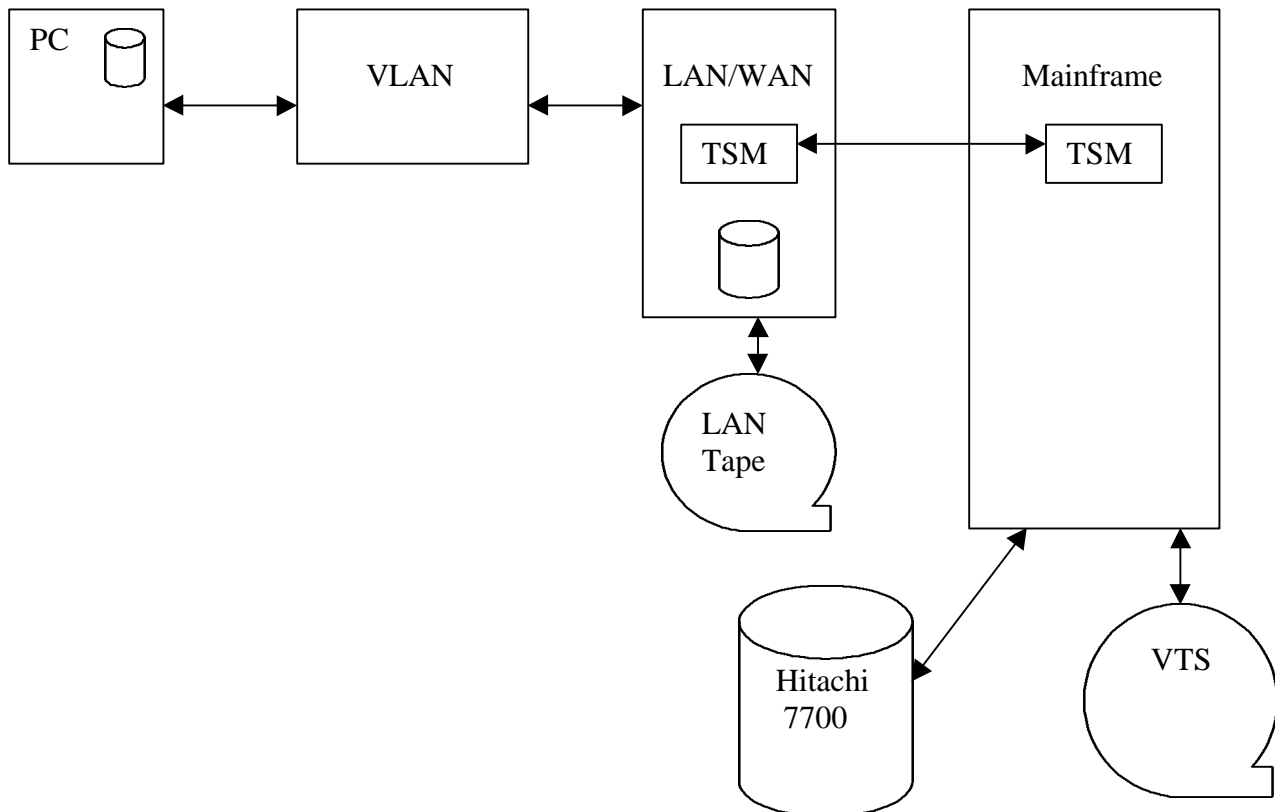 PC
VLAN
LAN/WAN
Mainframe
TSM
TSM
LAN
Tape
Hitachi
7700
VTS